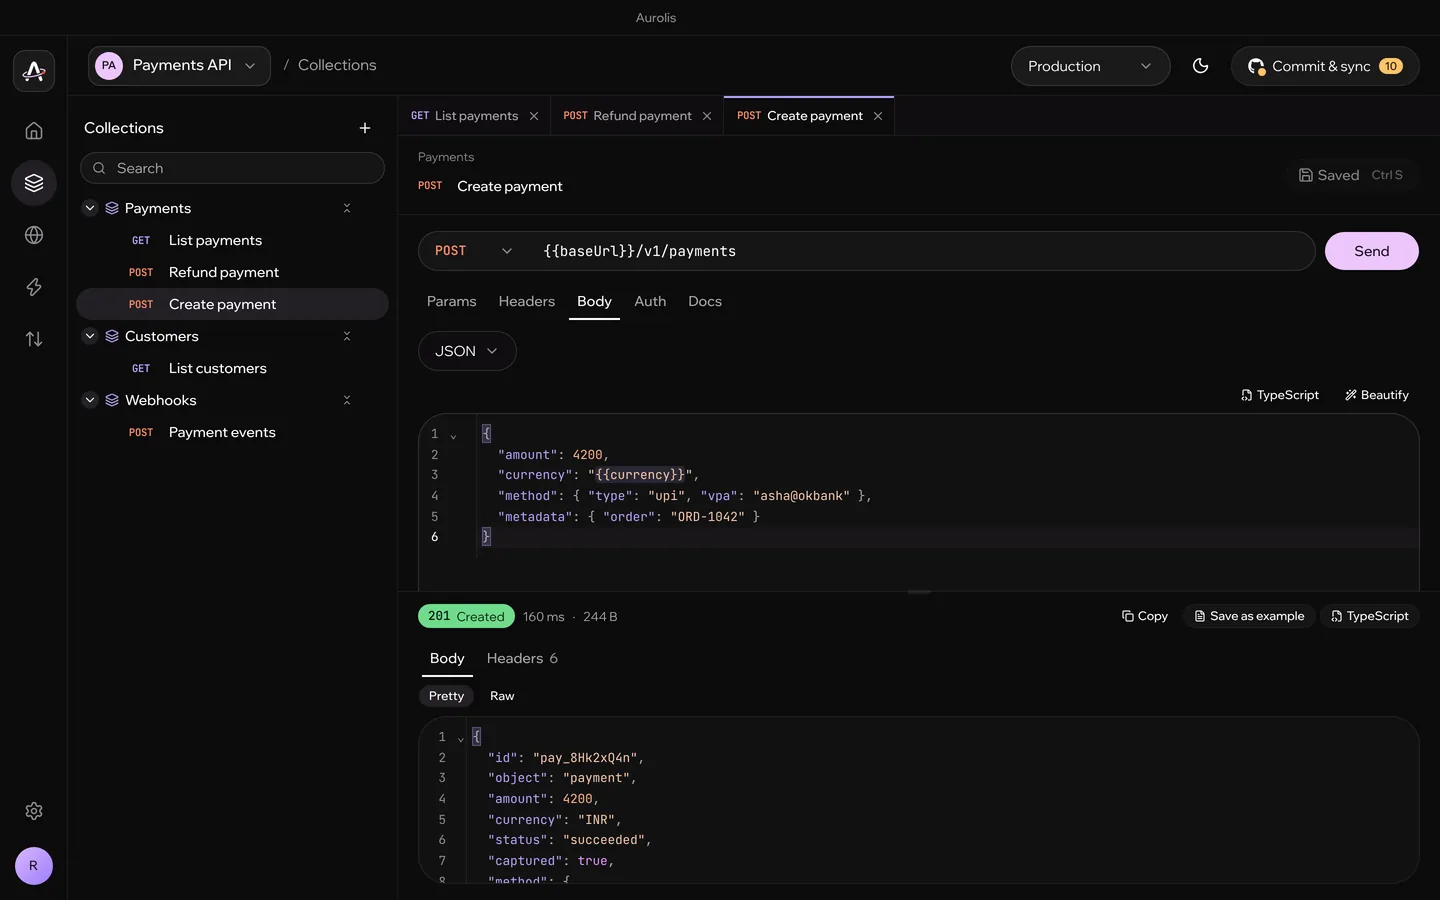 Aurolis
PA Payments API / Collections
Production
Commit & sync 10
Collections
Search
Payments
GET List payments
POST Refund payment
POST Create payment
Customers
GET List customers
Webhooks
POST Payment events
R
GET List payments
POST Refund payment
POST Create payment
Payments
POST Create payment
Saved Ctrl S
POST {{baseUrl}}/v1/payments
Send
Params Headers Body Auth Docs
JSON
TypeScript Beautify
1 {
2 "amount": 4200,
3 "currency": "{{currency}}",
4 "method": { "type": "upi", "vpa": "asha@okbank" },
5 "metadata": { "order": "ORD-1042" }
6 }
201 Created 160 ms · 244 B
Copy Save as example TypeScript
Body Headers 6
Pretty Raw
1 {
2 "id": "pay_8Hk2xQ4n",
3 "object": "payment",
4 "amount": 4200,
5 "currency": "INR",
6 "status": "succeeded",
7 "captured": true,
8 "method": {